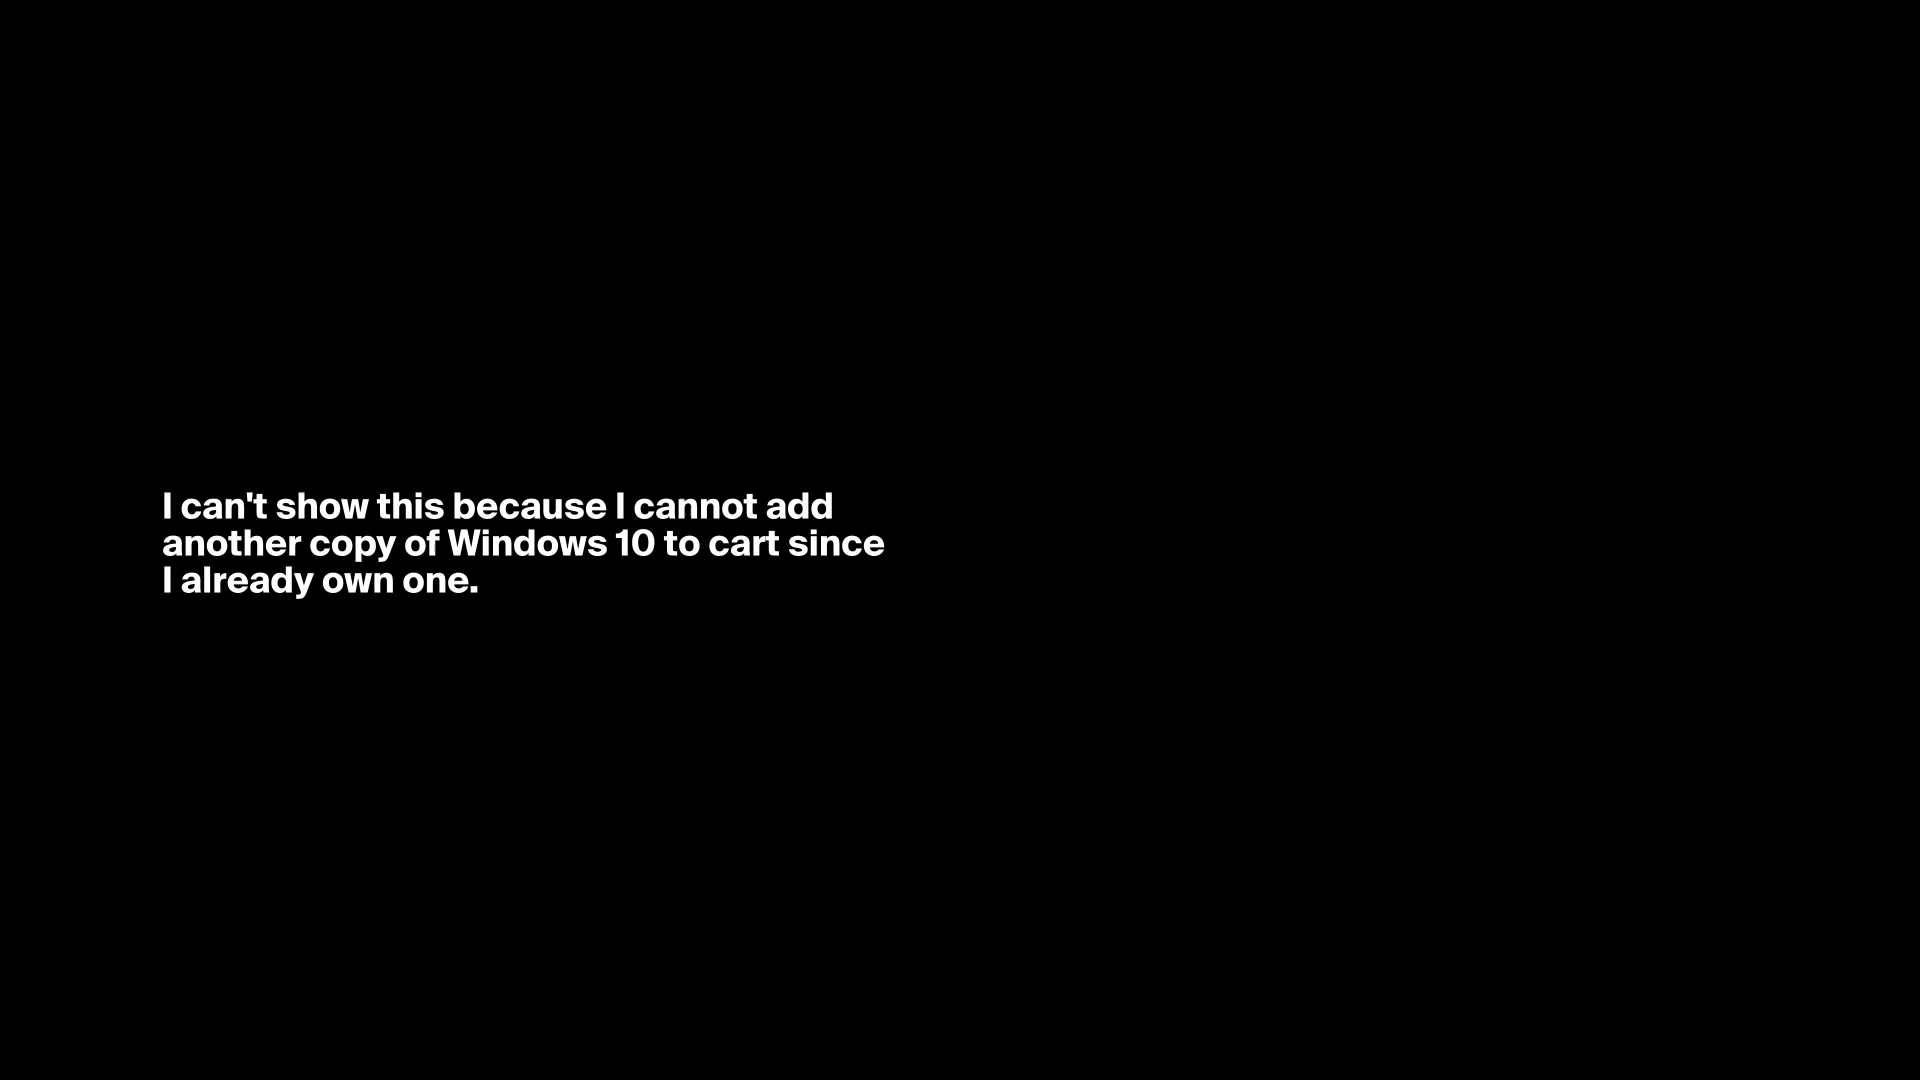 I can't show this because I cannot add
another copy of Windows 10 to cart since
I already own one.